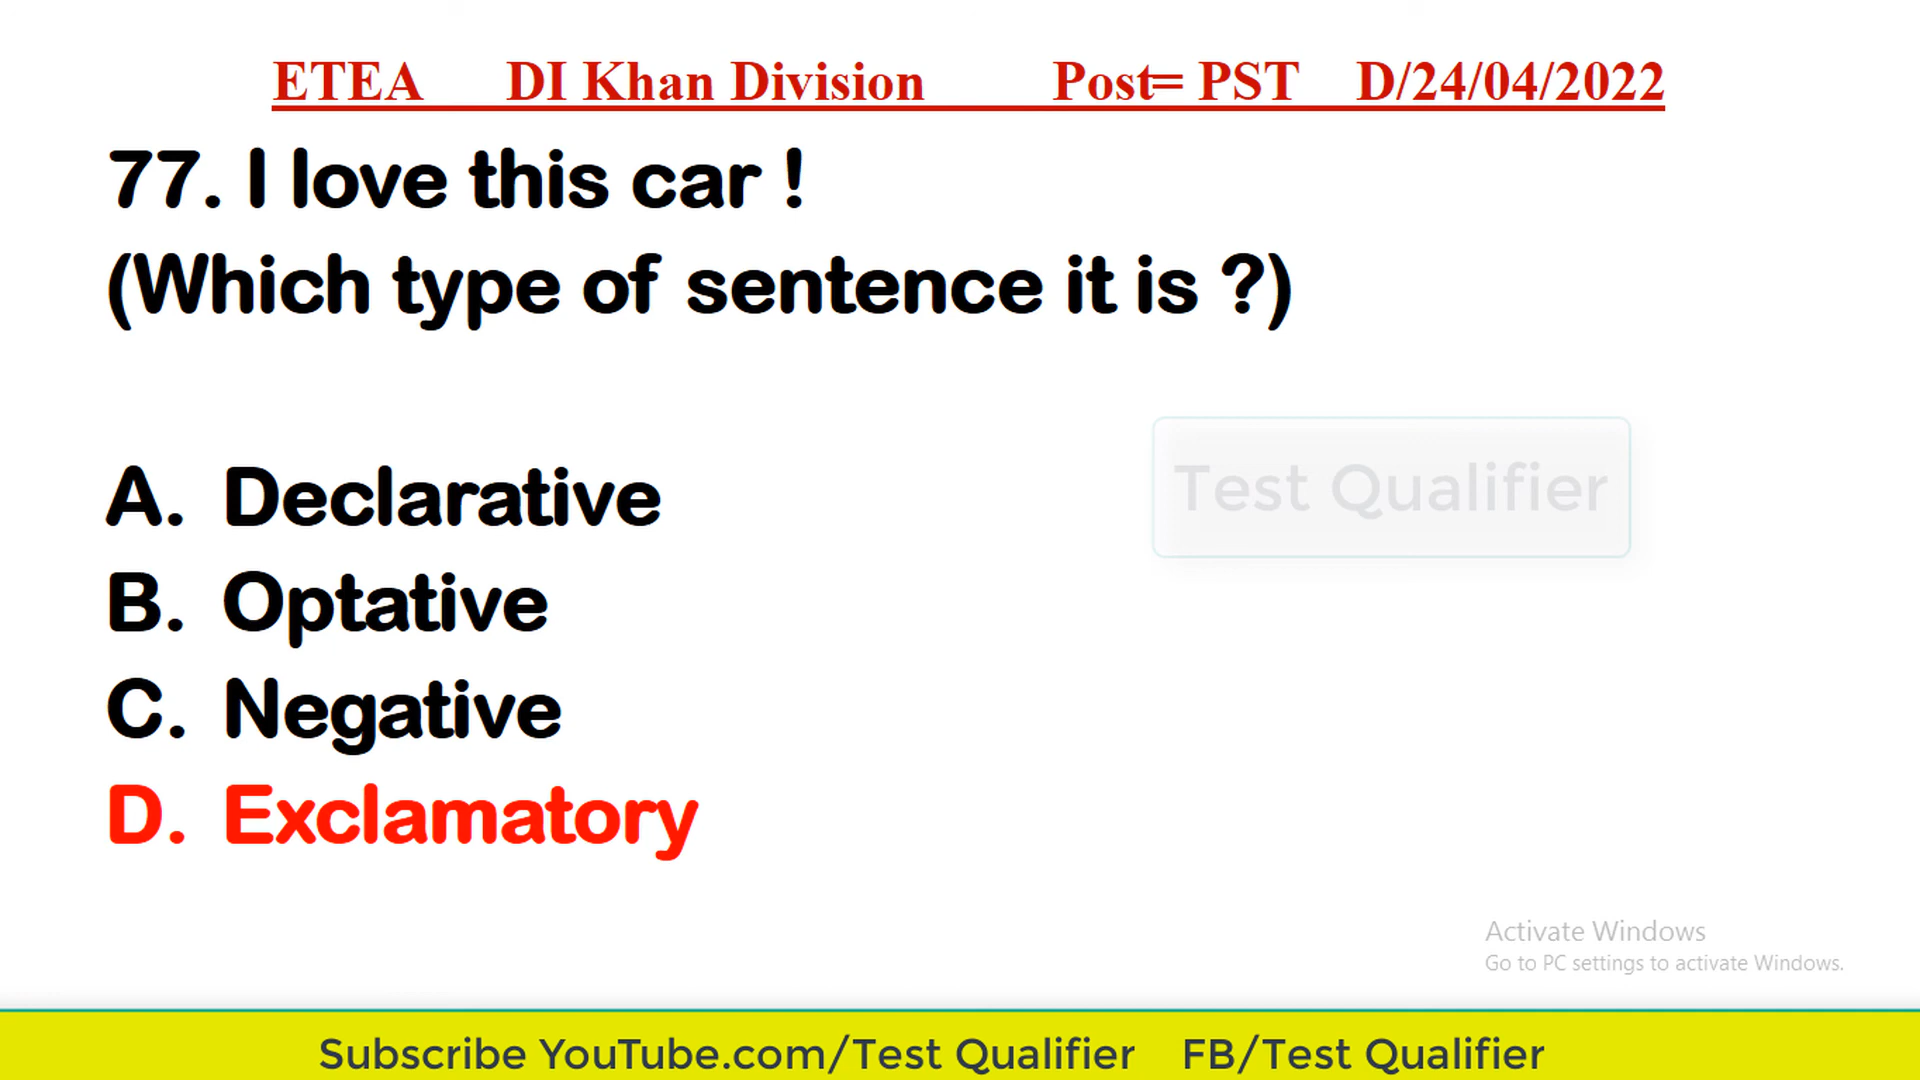 ETEA DI Khan Division Post= PST D/24/04/2022
77. I love this car !
(Which type of sentence it is ?)
A. Declarative
Test Qualifier
B. Optative
C. Negative
D. Exclamatory
Activate Windows
Go to PC settings to activate Windows.
Subscribe YouTube.com/Test Qualifier FB/Test Qualifier